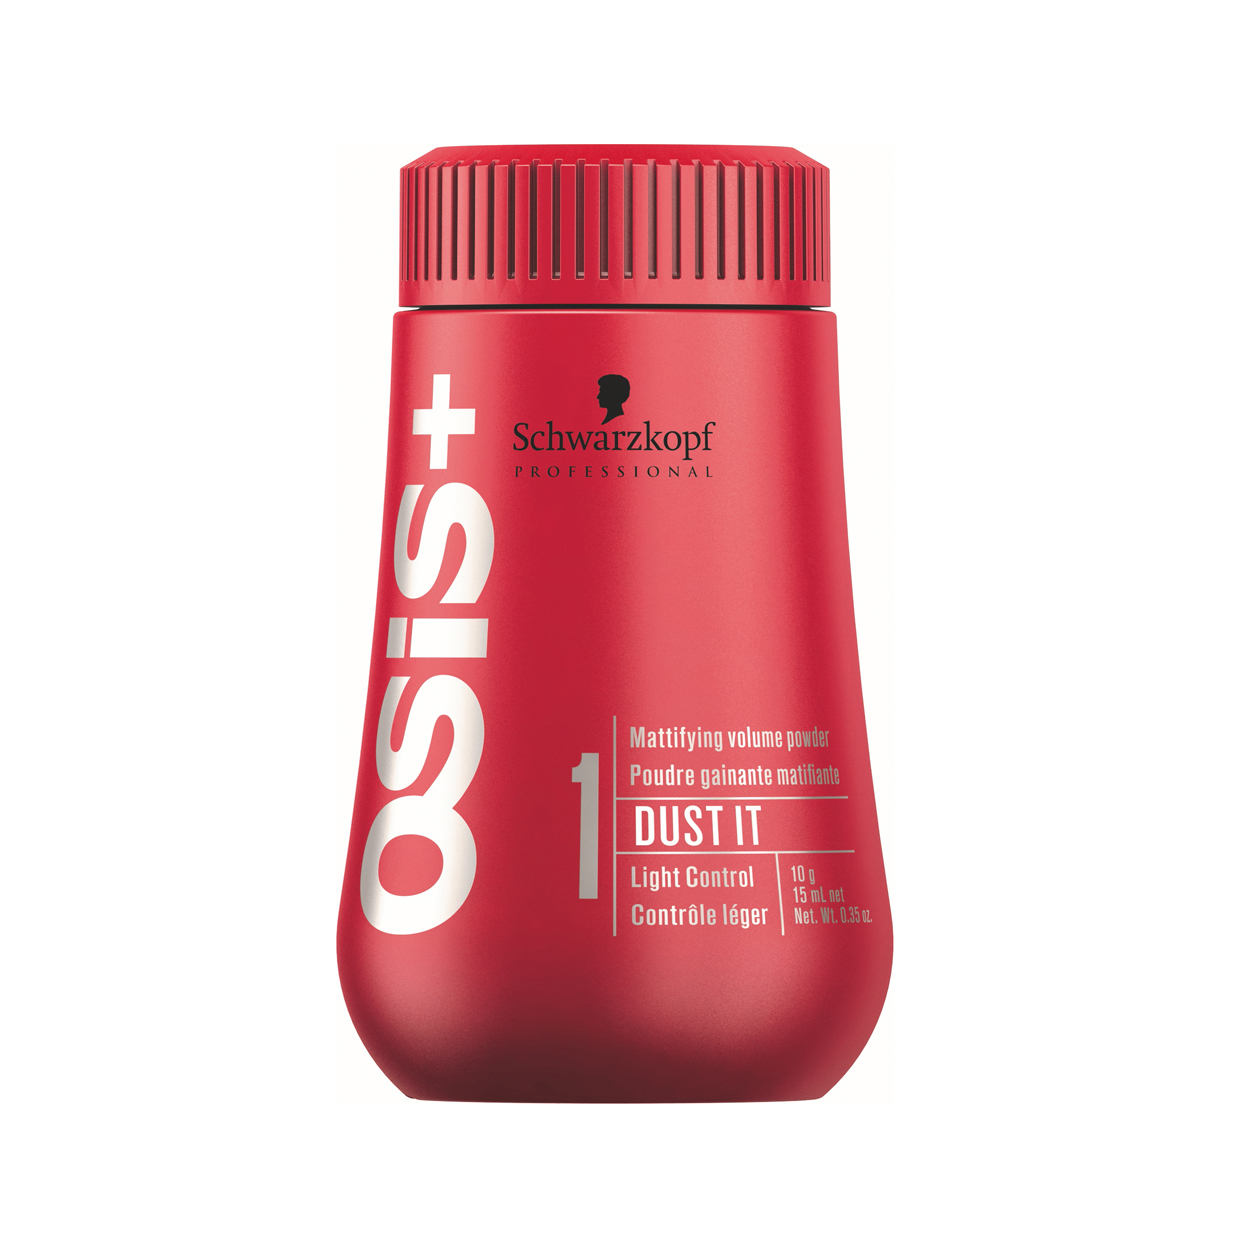 OSiS+
Schwarzkopf
PROFESSIONAL
1
Mattifying volume powder
Poudre gainante matifiante
DUST IT
Light Control
Contrôle léger
10 g
15 mL net
Net. Wt. 0.35 oz.